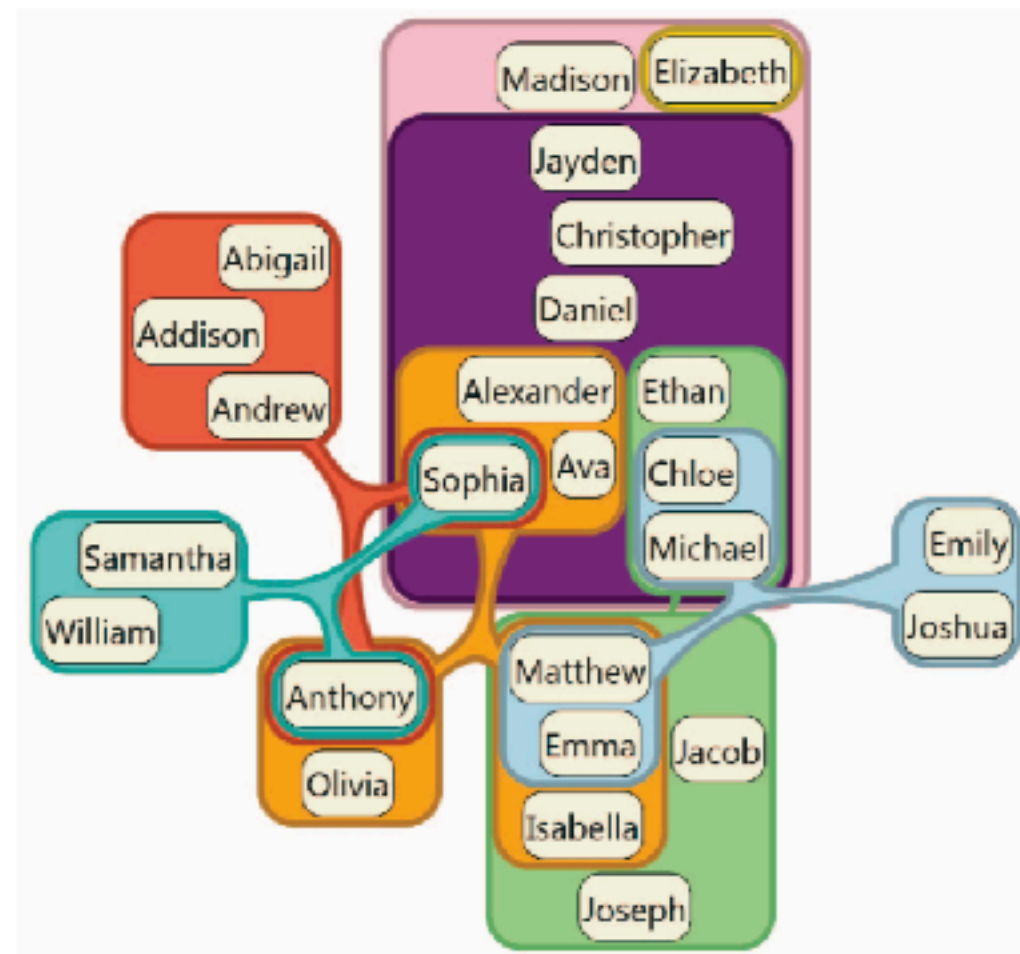 Madison
Elizabeth
Jayden
Christopher
Abigail
Daniel
Addison
Alexander
Ethan
Andrew
Sophia
Ava
Chloe
Samantha
Michael
Emily
William
Joshua
Matthew
Anthony
Emma
Jacob
Olivia
Isabella
Joseph